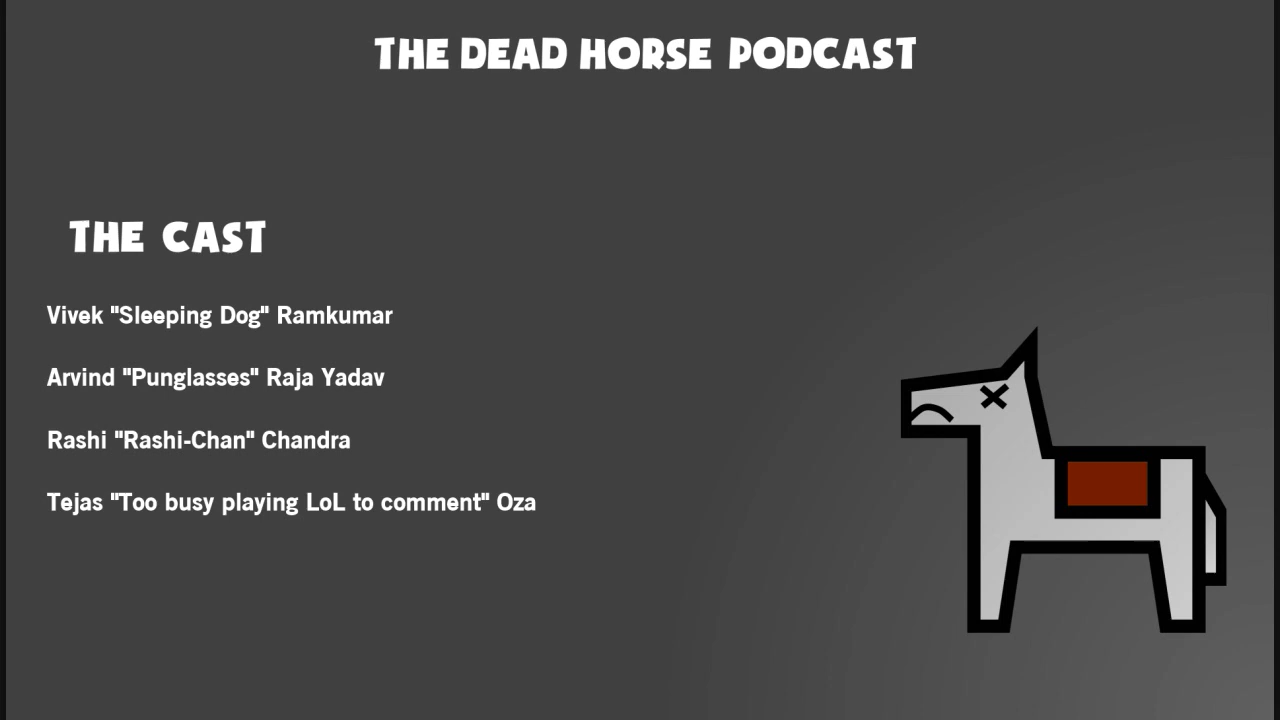 THE DEAD HORSE PODCAST
THE CAST
Vivek "Sleeping Dog" Ramkumar
Arvind "Punglasses" Raja Yadav
Rashi "Rashi-Chan" Chandra
Tejas "Too busy playing LoL to comment" Oza